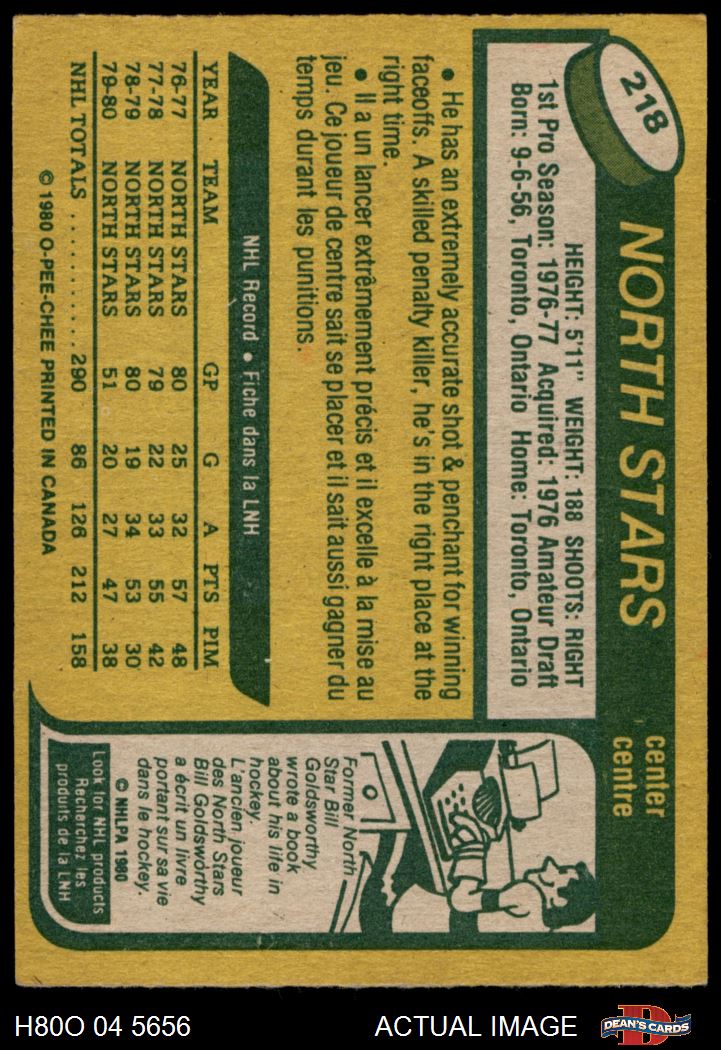 218
NORTH STARS
center
centre
HEIGHT: 5'11" WEIGHT: 188 SHOOTS: RIGHT
1st Pro Season: 1976-77 Acquired: 1976 Amateur Draft
Born: 9-6-56, Toronto, Ontario Home: Toronto, Ontario
• He has an extremely accurate shot & penchant for winning
faceoffs. A skilled penalty killer, he's in the right place at the
right time.
• Il a un lancer extrêmement précis et il excelle à la mise au
jeu. Ce joueur de centre sait se placer et il sait aussi gagner du
temps durant les punitions.
NHL Record • Fiche dans la LNH
YEAR TEAM GP G A PTS PIM
76-77 NORTH STARS 80 25 32 57 48
77-78 NORTH STARS 79 22 33 55 42
78-79 NORTH STARS 80 19 34 53 30
79-80 NORTH STARS 51 20 27 47 38
NHL TOTALS ........... 290 86 126 212 158
© 1980 O-PEE-CHEE PRINTED IN CANADA
Former North
Star Bill
Goldsworthy
wrote a book
about his life in
hockey.
L'ancien joueur
des North Stars
Bill Goldsworthy
a écrit un livre
portant sur sa vie
dans le hockey.
© NHLPA 1980
Look for NHL products
Recherchez les
produits de la LNH
H80O 04 5656
ACTUAL IMAGE
D
DEAN'S CARDS